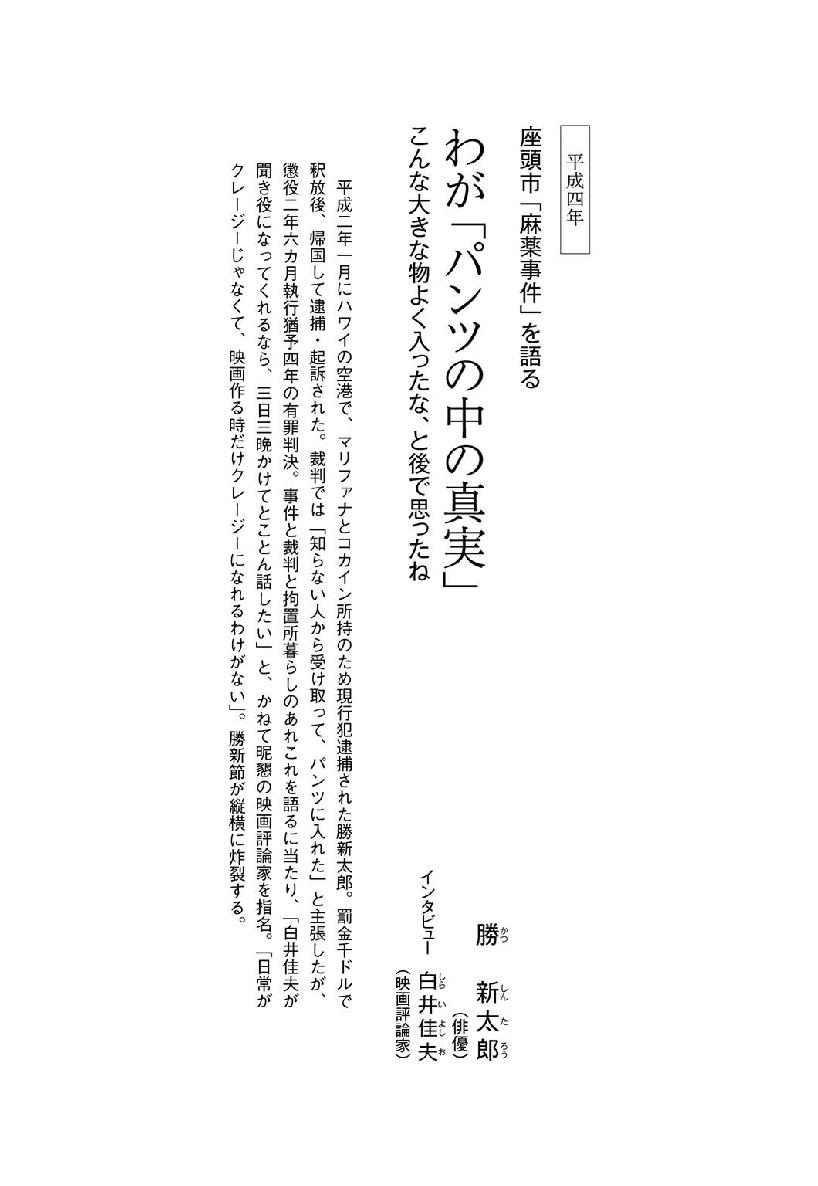 平成四年
座頭市「麻薬事件」を語る
わが「パンツの中の真実」
こんな大きな物よく入ったな、と後で思ったね
勝　新太郎
かつ　しんたろう
（俳優）
インタビュー　白井佳夫
しらいよしお
（映画評論家）
　平成二年一月にハワイの空港で、マリファナとコカイン所持のため現行犯逮捕された勝新太郎。罰金千ドルで
釈放後、帰国して逮捕・起訴された。裁判では「知らない人から受け取って、パンツに入れた」と主張したが、
懲役二年六カ月執行猶予四年の有罪判決。事件と裁判と拘置所暮らしのあれこれを語るに当たり、「白井佳夫が
聞き役になってくれるなら、三日三晩かけてとことん話したい」と、かねて昵懇の映画評論家を指名。「日常が
クレージーじゃなくて、映画作る時だけクレージーになれるわけがない」。勝新節が縦横に炸裂する。